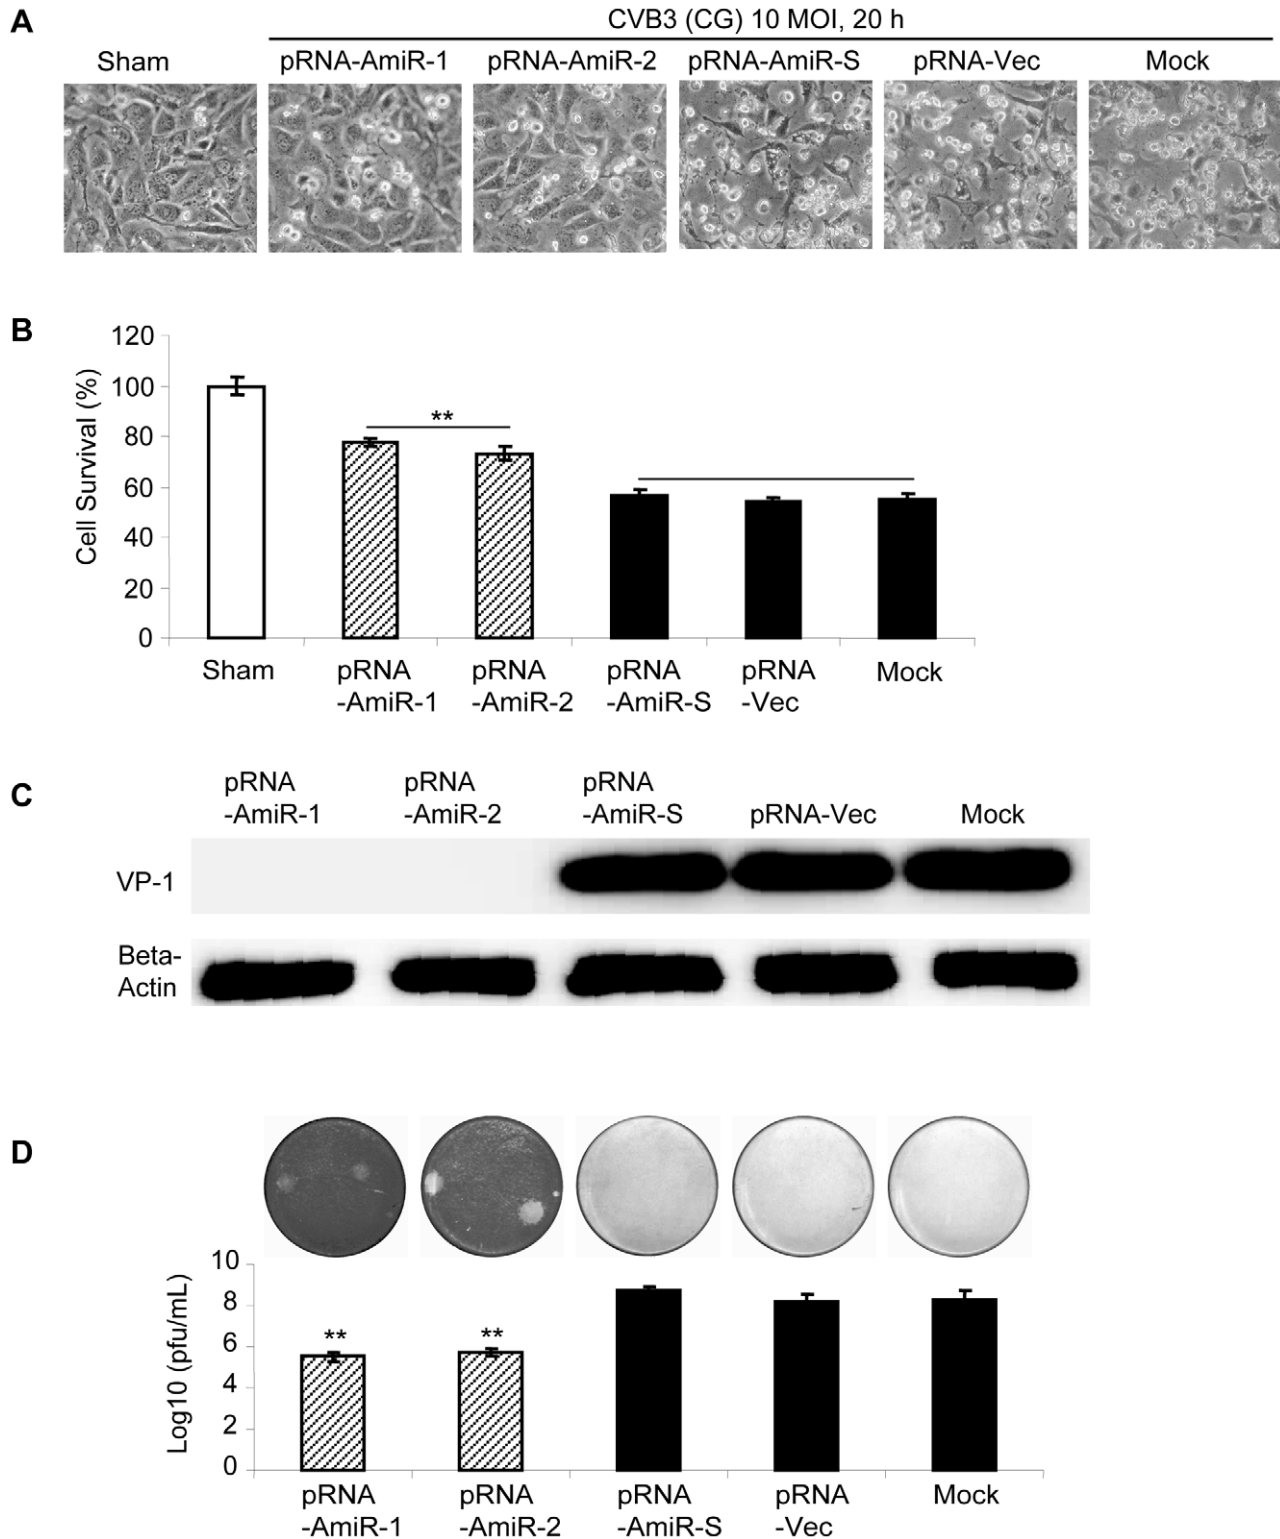 A
CVB3 (CG) 10 MOI, 20 h
Sham pRNA-AmiR-1 pRNA-AmiR-2 pRNA-AmiR-S pRNA-Vec Mock
B
Cell Survival (%)
120
100
80
60
40
20
0
**
Sham pRNA pRNA pRNA pRNA Mock
-AmiR-1 -AmiR-2 -AmiR-S -Vec
C
pRNA pRNA pRNA
-AmiR-1 -AmiR-2 -AmiR-S pRNA-Vec Mock
VP-1
Beta-
Actin
D
Log10 (pfu/mL)
10
8
6
4
2
0
** **
pRNA pRNA pRNA pRNA Mock
-AmiR-1 -AmiR-2 -AmiR-S -Vec